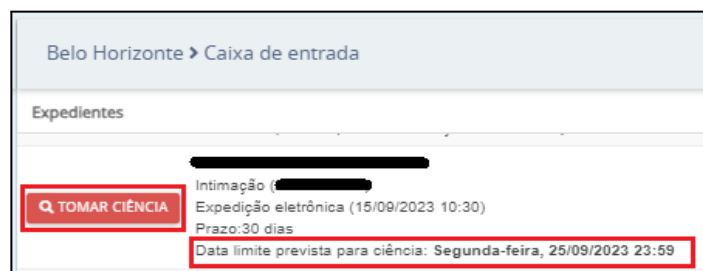 Belo Horizonte > Caixa de entrada
Expedientes
Intimação (
TOMAR CIÊNCIA
Expedição eletrônica (15/09/2023 10:30)
Prazo:30 dias
Data limite prevista para ciência: Segunda-feira, 25/09/2023 23:59